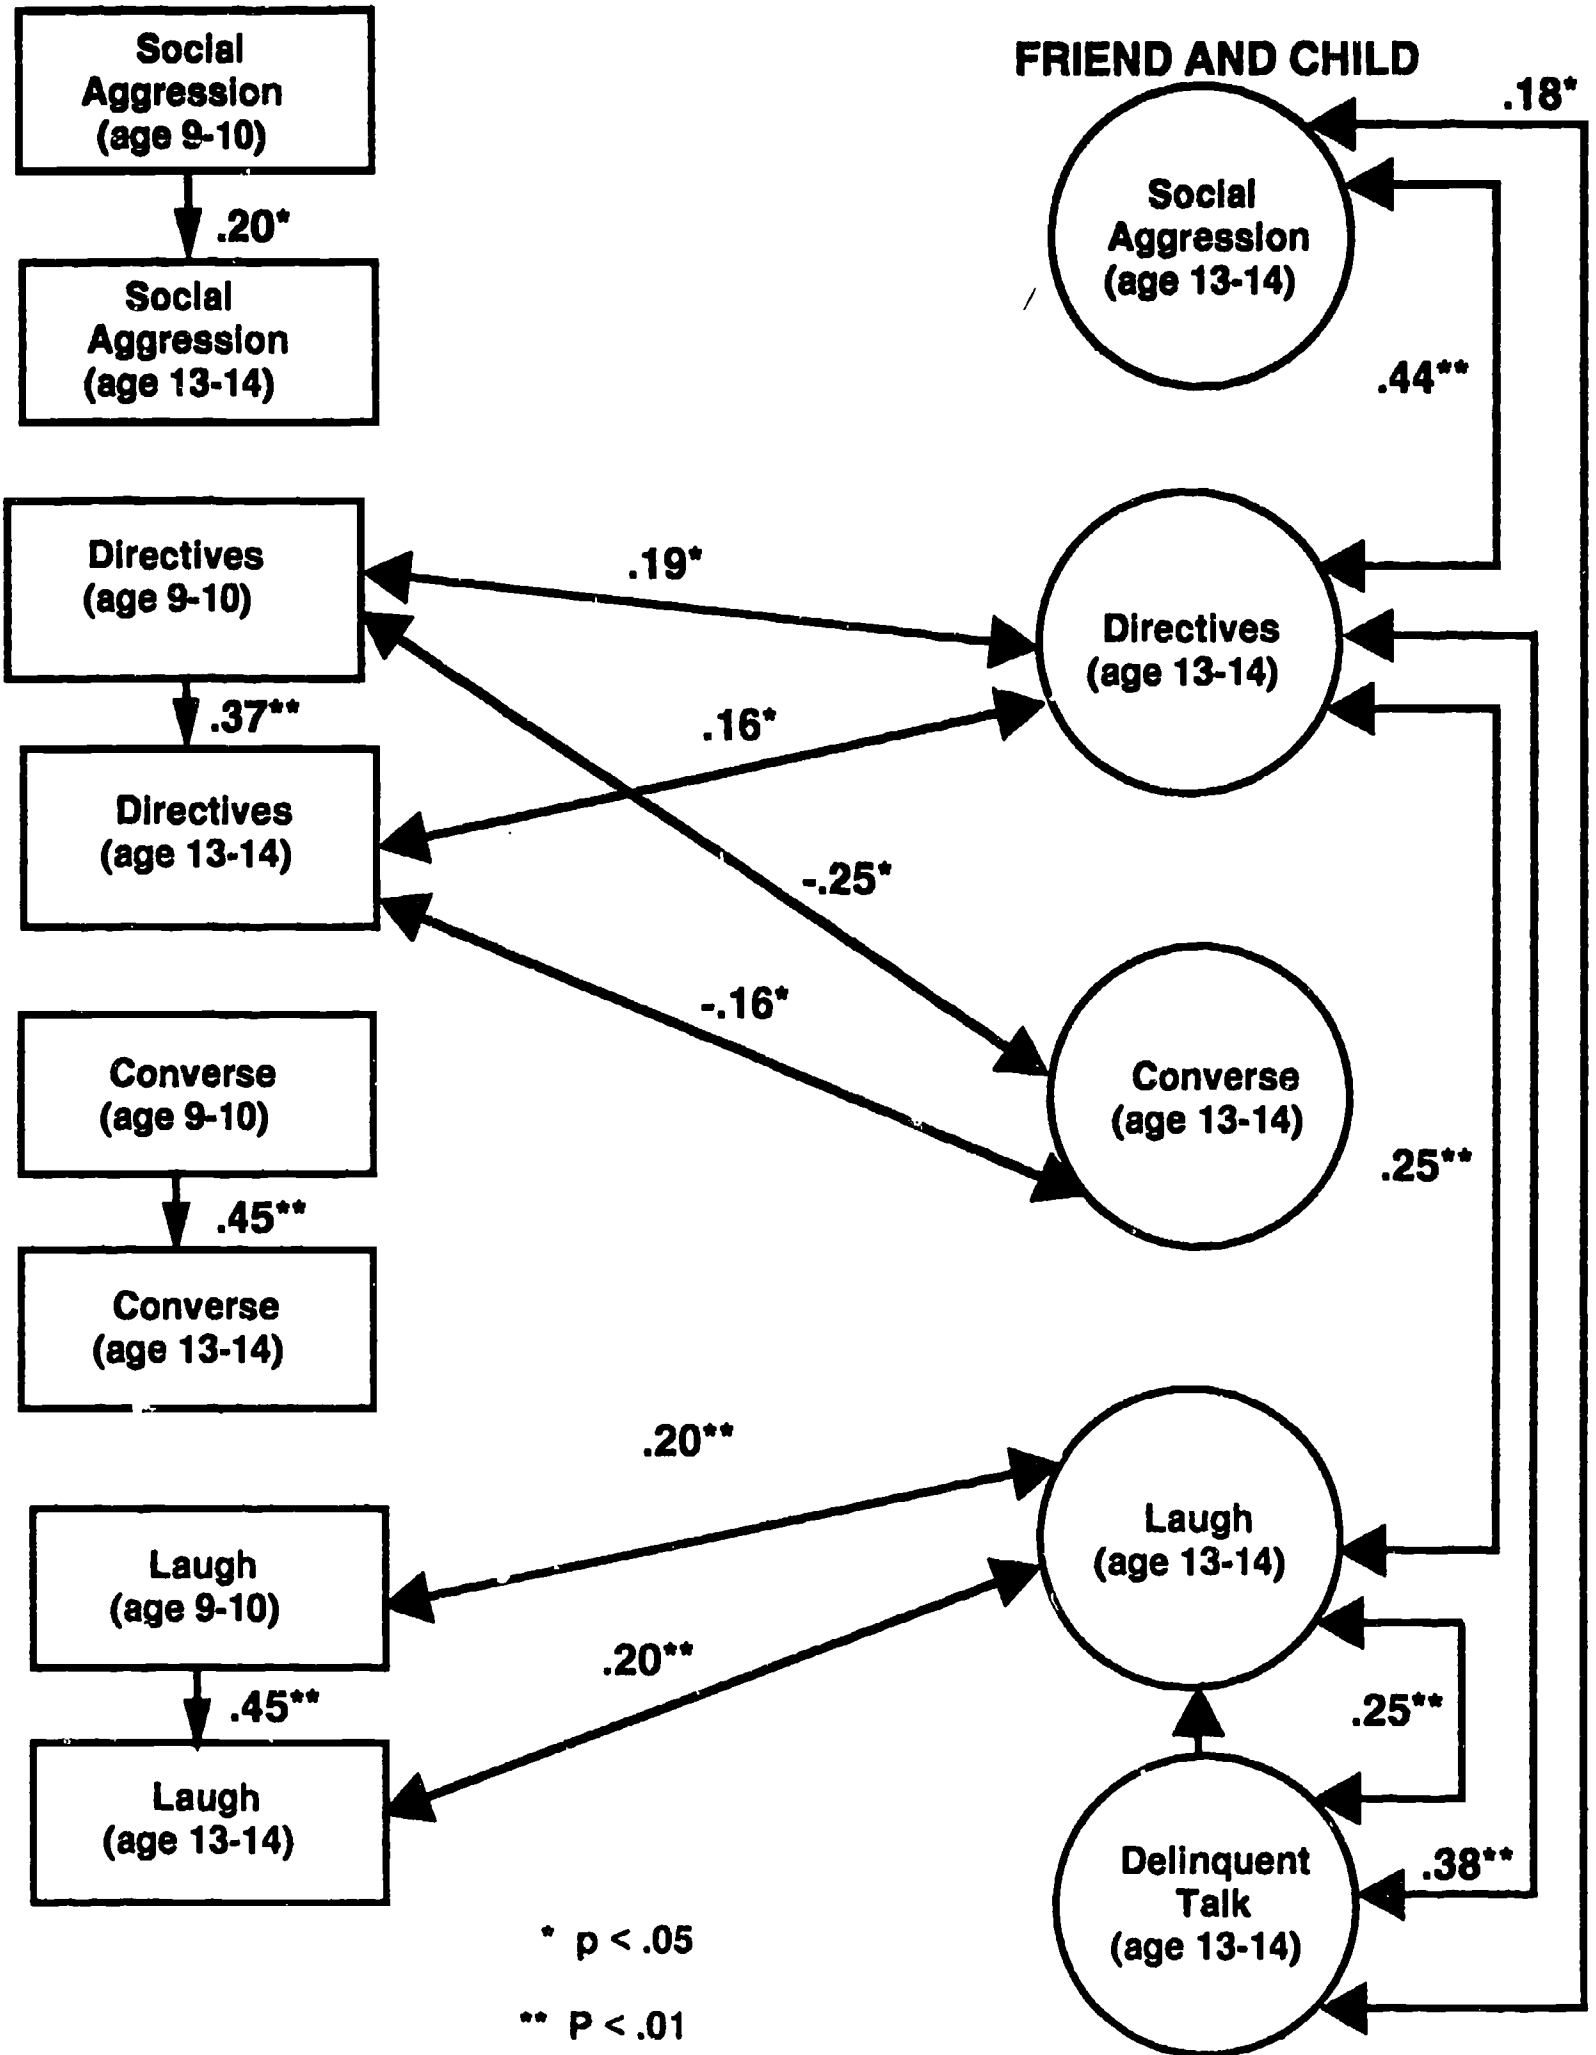 Social
Aggression
(age 9-10)
.20*
Social
Aggression
(age 13-14)
Directives
(age 9-10)
.37**
Directives
(age 13-14)
Converse
(age 9-10)
.45**
Converse
(age 13-14)
Laugh
(age 9-10)
.45**
Laugh
(age 13-14)
.19*
.16*
-.25*
-.16*
.20**
.20**
* p < .05
** P < .01
FRIEND AND CHILD
.18*
Social
Aggression
(age 13-14)
.44**
Directives
(age 13-14)
Converse
(age 13-14)
.25**
Laugh
(age 13-14)
.25**
.38**
Delinquent
Talk
(age 13-14)